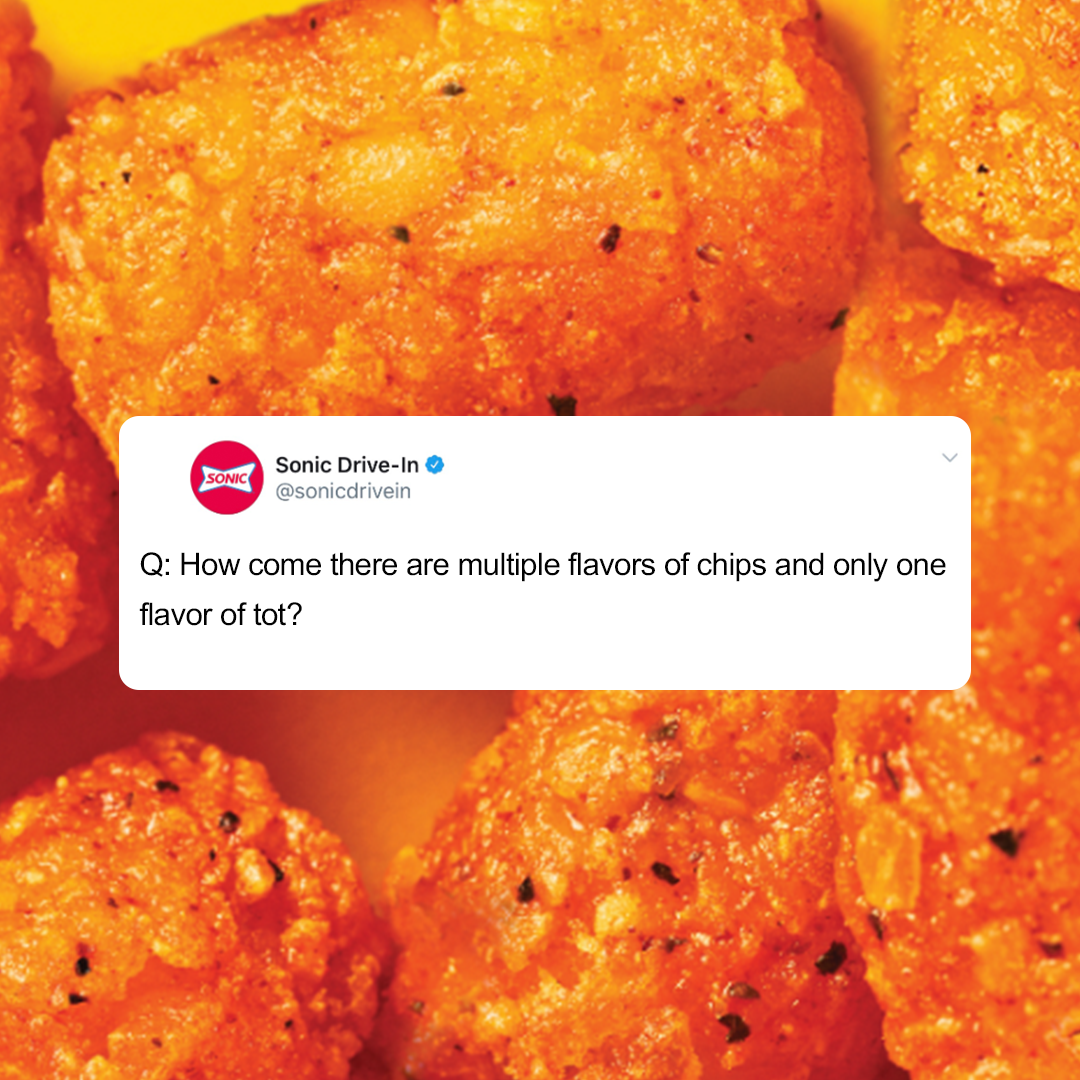 SONIC
Sonic Drive-In
@sonicdrivein
Q: How come there are multiple flavors of chips and only one
flavor of tot?